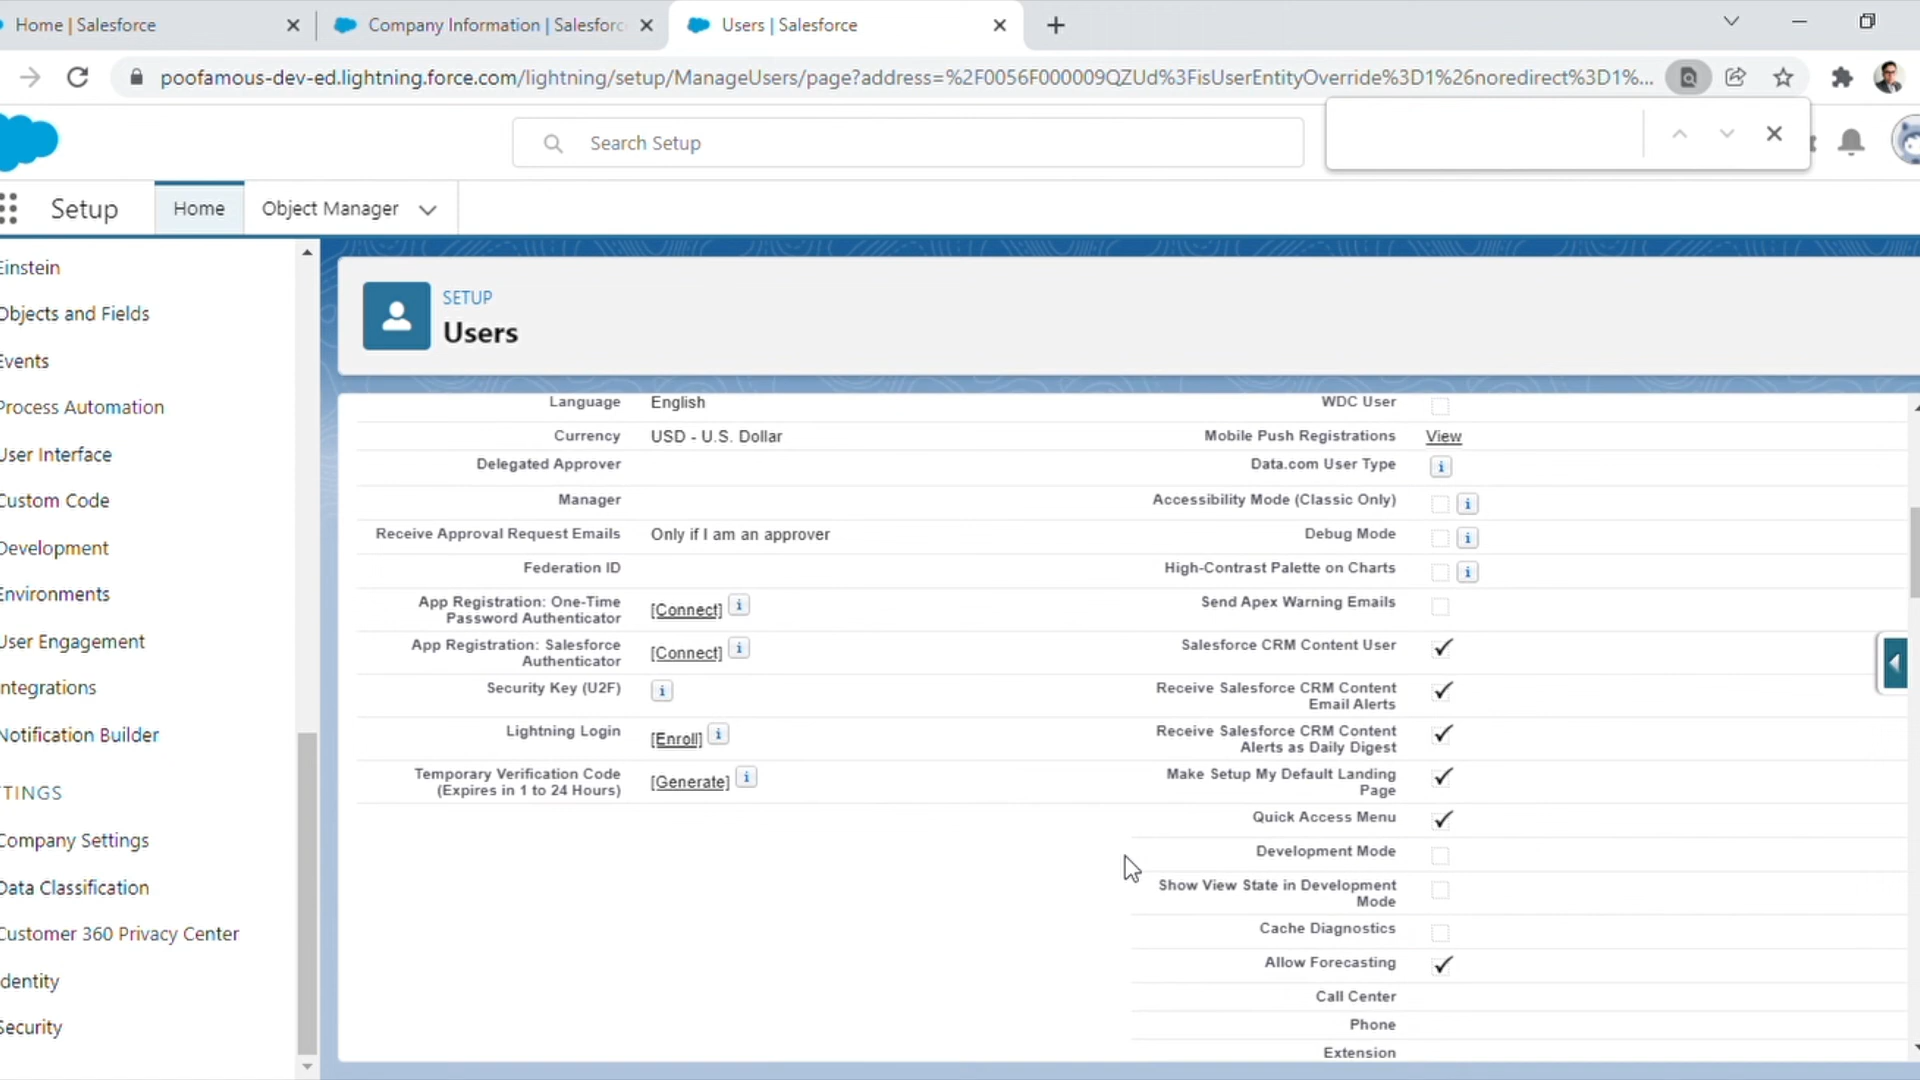 Home | Salesforce
Company Information | Salesforc
Users | Salesforce
poofamous-dev-ed.lightning.force.com/lightning/setup/ManageUsers/page?address=%2F0056F000009QZUd%3FisUserEntityOverride%3D1%26noredirect%3D1%...
Search Setup
Setup
Home
Object Manager
Einstein
Objects and Fields
Events
Process Automation
User Interface
Custom Code
Development
Environments
User Engagement
Integrations
Notification Builder
TTINGS
Company Settings
Data Classification
Customer 360 Privacy Center
Identity
Security
SETUP
Users
Language English
Currency USD - U.S. Dollar
Delegated Approver
Manager
Receive Approval Request Emails Only if I am an approver
Federation ID
App Registration: One-Time
Password Authenticator
[Connect] i
App Registration: Salesforce
Authenticator
[Connect] i
Security Key (U2F) i
Lightning Login [Enroll] i
Temporary Verification Code
(Expires in 1 to 24 Hours)
[Generate] i
WDC User
Mobile Push Registrations View
Data.com User Type i
Accessibility Mode (Classic Only) i
Debug Mode i
High-Contrast Palette on Charts i
Send Apex Warning Emails
Salesforce CRM Content User
Receive Salesforce CRM Content
Email Alerts
Receive Salesforce CRM Content
Alerts as Daily Digest
Make Setup My Default Landing
Page
Quick Access Menu
Development Mode
Show View State in Development
Mode
Cache Diagnostics
Allow Forecasting
Call Center
Phone
Extension